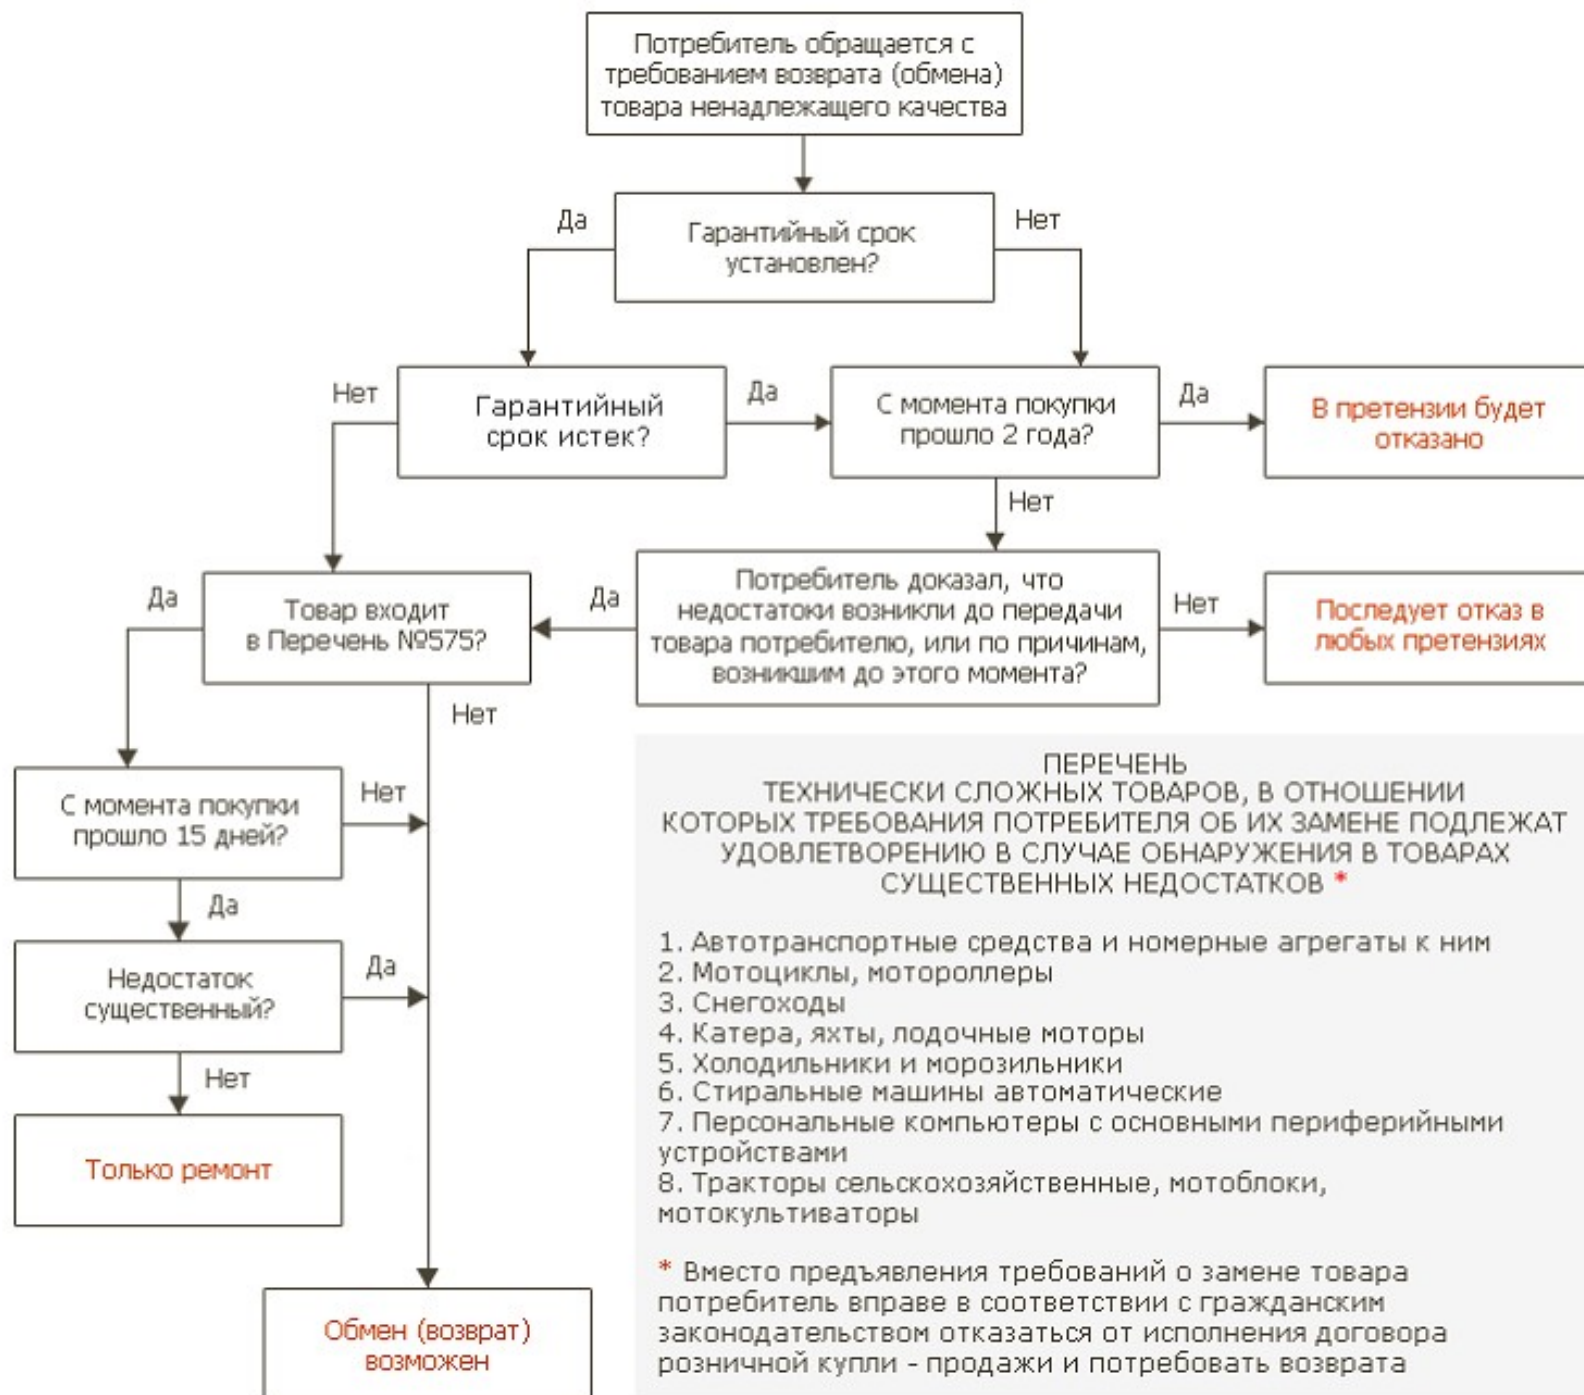 Потребитель обращается с
требованием возврата (обмена)
товара ненадлежащего качества
Да
Гарантийный срок
установлен?
Нет
Нет
Гарантийный
срок истек?
Да
С момента покупки
прошло 2 года?
Да
В претензии будет
отказано
Нет
Да
Товар входит
в Перечень №575?
Да
Потребитель доказал, что
недостатоки возникли до передачи
товара потребителю, или по причинам,
возникшим до этого момента?
Нет
Последует отказ в
любых претензиях
Нет
С момента покупки
прошло 15 дней?
Нет
Да
Недостаток
существенный?
Да
Нет
Только ремонт
Обмен (возврат)
возможен
ПЕРЕЧЕНЬ
ТЕХНИЧЕСКИ СЛОЖНЫХ ТОВАРОВ, В ОТНОШЕНИИ
КОТОРЫХ ТРЕБОВАНИЯ ПОТРЕБИТЕЛЯ ОБ ИХ ЗАМЕНЕ ПОДЛЕЖАТ
УДОВЛЕТВОРЕНИЮ В СЛУЧАЕ ОБНАРУЖЕНИЯ В ТОВАРАХ
СУЩЕСТВЕННЫХ НЕДОСТАТКОВ *
1. Автотранспортные средства и номерные агрегаты к ним
2. Мотоциклы, мотороллеры
3. Снегоходы
4. Катера, яхты, лодочные моторы
5. Холодильники и морозильники
6. Стиральные машины автоматические
7. Персональные компьютеры с основными периферийными
устройствами
8. Тракторы сельскохозяйственные, мотоблоки,
мотокультиваторы
* Вместо предъявления требований о замене товара
потребитель вправе в соответствии с гражданским
законодательством отказаться от исполнения договора
розничной купли - продажи и потребовать возврата